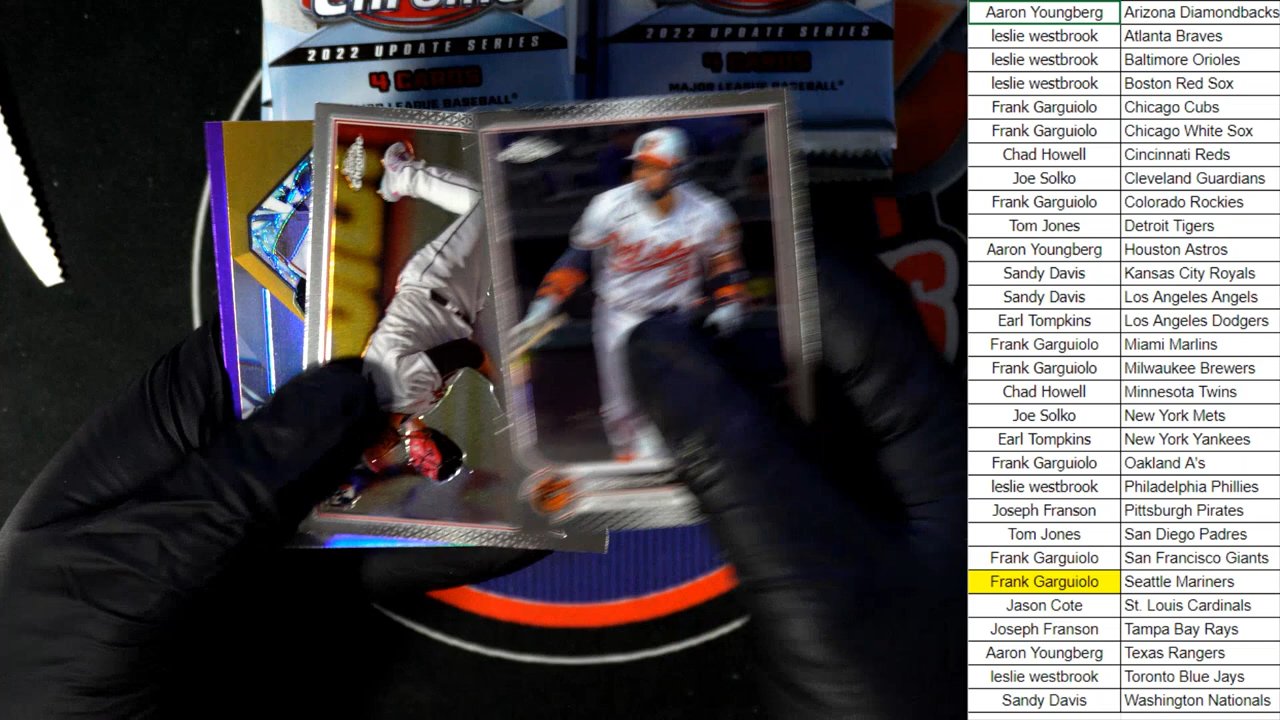 Chrome
2022 UPDATE SERIES
4 CARDS
MAJOR LEAGUE BASEBALL®
2022 UPDATE SERIES
4 CARDS
MAJOR LEAGUE BASEBALL®
Aaron Youngberg Arizona Diamondbacks
leslie westbrook Atlanta Braves
leslie westbrook Baltimore Orioles
leslie westbrook Boston Red Sox
Frank Garguiolo Chicago Cubs
Frank Garguiolo Chicago White Sox
Chad Howell Cincinnati Reds
Joe Solko Cleveland Guardians
Frank Garguiolo Colorado Rockies
Tom Jones Detroit Tigers
Aaron Youngberg Houston Astros
Sandy Davis Kansas City Royals
Sandy Davis Los Angeles Angels
Earl Tompkins Los Angeles Dodgers
Frank Garguiolo Miami Marlins
Frank Garguiolo Milwaukee Brewers
Chad Howell Minnesota Twins
Joe Solko New York Mets
Earl Tompkins New York Yankees
Frank Garguiolo Oakland A's
leslie westbrook Philadelphia Phillies
Joseph Franson Pittsburgh Pirates
Tom Jones San Diego Padres
Frank Garguiolo San Francisco Giants
Frank Garguiolo Seattle Mariners
Jason Cote St. Louis Cardinals
Joseph Franson Tampa Bay Rays
Aaron Youngberg Texas Rangers
leslie westbrook Toronto Blue Jays
Sandy Davis Washington Nationals